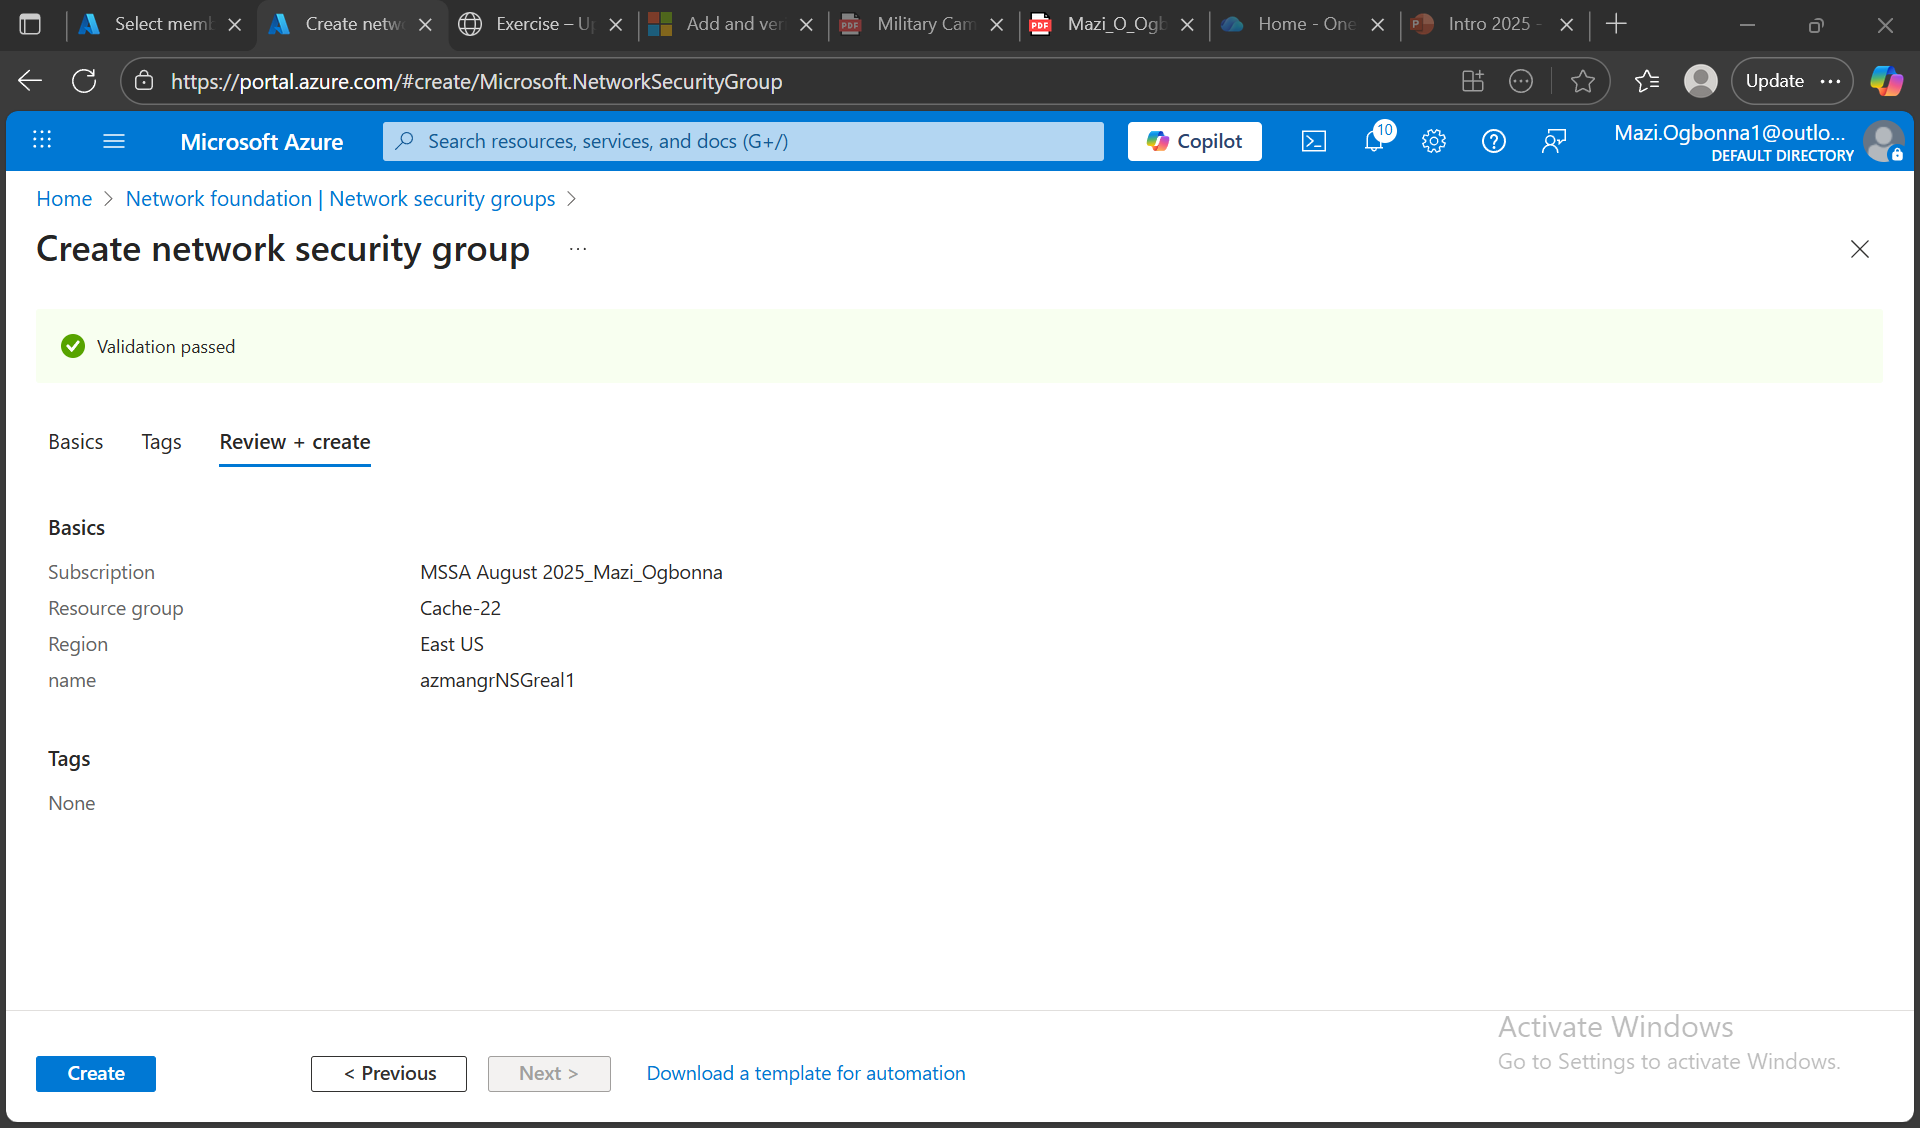 Select memb
Create netwo
Exercise – Up
Add and veri
Military Cam
Mazi_O_Ogb
Home - One
Intro 2025 -
https://portal.azure.com/#create/Microsoft.NetworkSecurityGroup
Update
Microsoft Azure
Search resources, services, and docs (G+/)
Copilot
10
Mazi.Ogbonna1@outlo...
DEFAULT DIRECTORY
Home > Network foundation | Network security groups >
Create network security group ...
Validation passed
Basics Tags Review + create
Basics
Subscription MSSA August 2025_Mazi_Ogbonna
Resource group Cache-22
Region East US
name azmangrNSGreal1
Tags
None
Activate Windows
Go to Settings to activate Windows.
Create < Previous Next > Download a template for automation